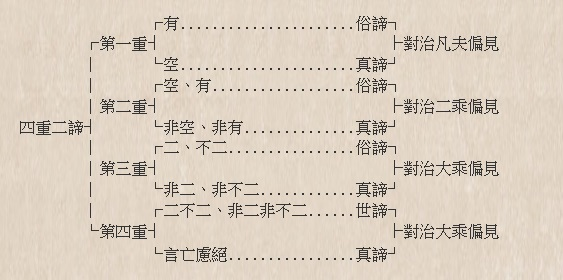 ┌有......................俗諦┐
┌第一重┤ ├對治凡夫偏見
│ └空......................真諦┘
│ ┌空、有..................俗諦┐
│ 第二重┤ ├對治二乘偏見
四重二諦┤ └非空、非有..............真諦┘
│ ┌二、不二................俗諦┐
│ 第三重┤ ├對治大乘偏見
│ └非二、非不二............真諦┘
│ ┌二不二、非二非不二......世諦┐
└第四重┤ ├對治大乘偏見
└言亡慮絕................真諦┘